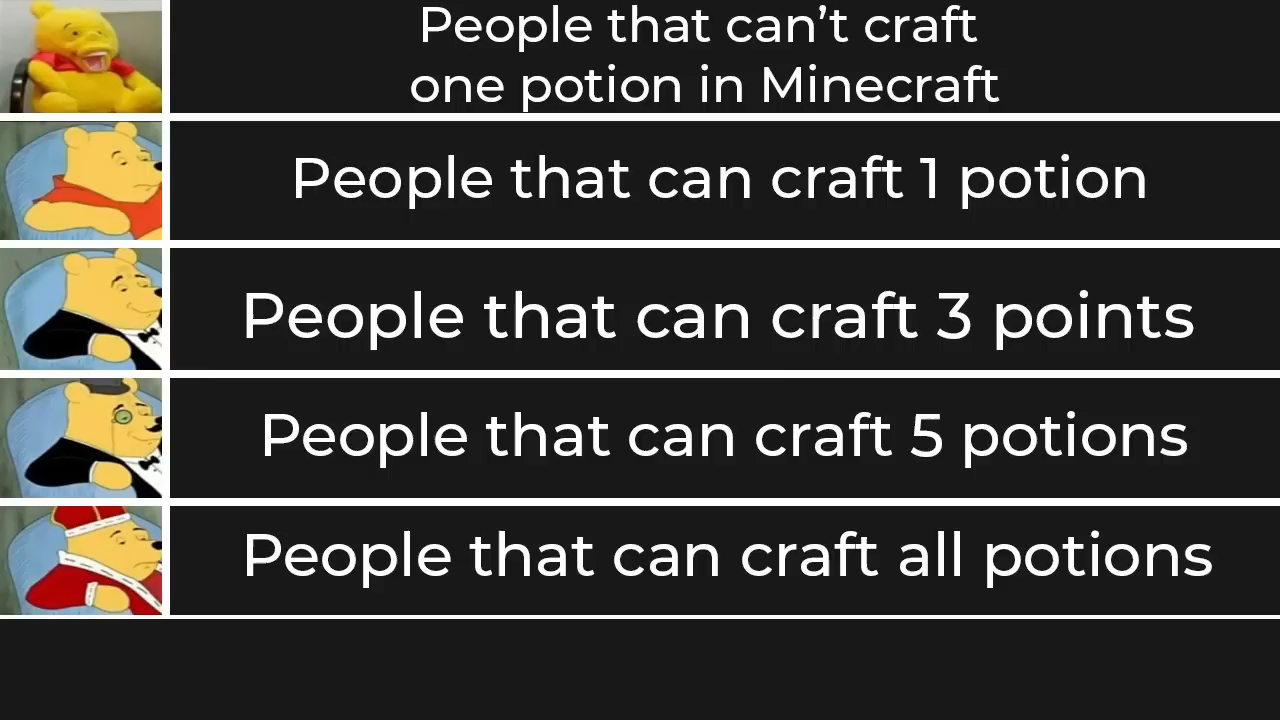 People that can’t craft
one potion in Minecraft
People that can craft 1 potion
People that can craft 3 points
People that can craft 5 potions
People that can craft all potions